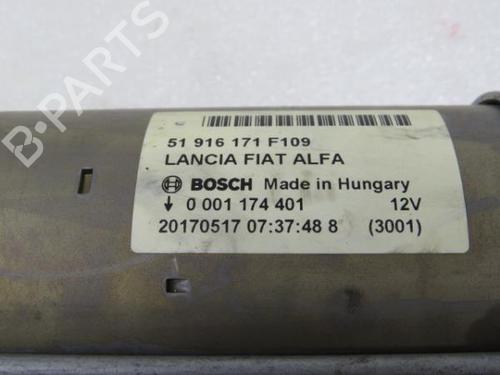 51 916 171 F109
LANCIA FIAT ALFA
BOSCH Made in Hungary
↓ 0 001 174 401 12V
20170517 07:37:48 8 (3001)
B-PARTS